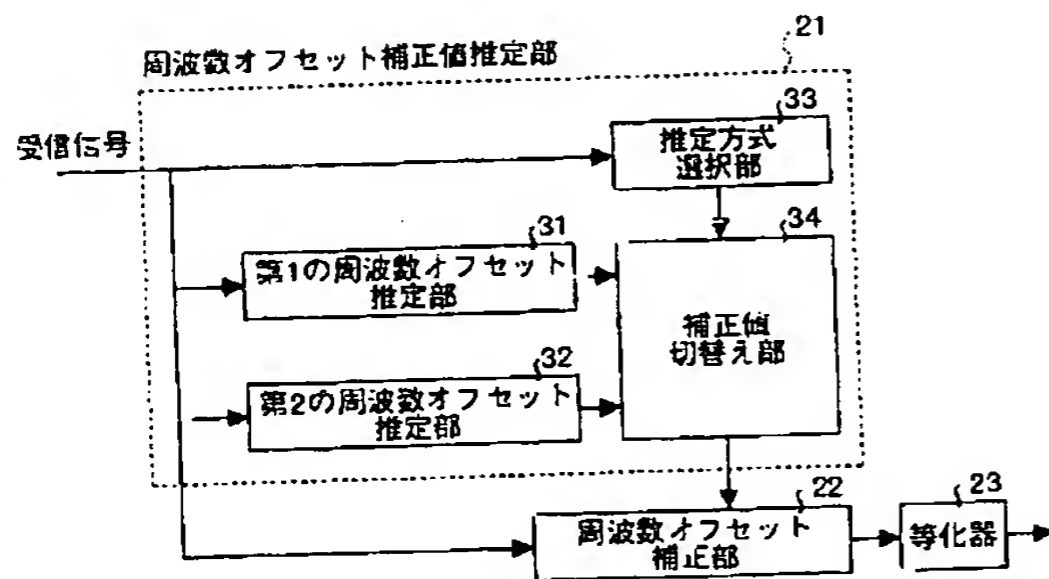 21
周波数オフセット補正値推定部
33
受信信号
推定方式
選択部
31
34
第1の周波数オフセット
推定部
補正値
切替え部
32
第2の周波数オフセット
推定部
22
23
周波数オフセット
補正部
等化器